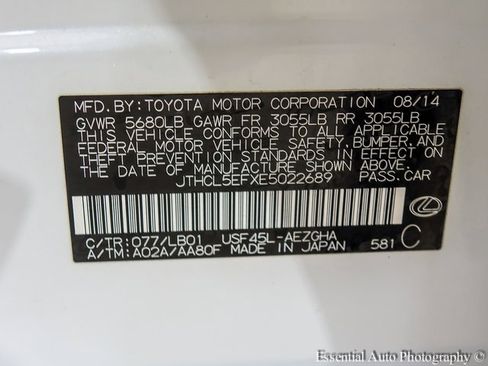 MFD. BY: TOYOTA MOTOR CORPORATION 08/14
GVWR 5680LB GAWR FR 3055LB RR 3055LB
THIS VEHICLE CONFORMS TO ALL APPLICABLE
FEDERAL MOTOR VEHICLE SAFETY, BUMPER, AND
THEFT PREVENTION STANDARDS IN EFFECT ON
THE DATE OF MANUFACTURE SHOWN ABOVE.
JTHCL5EFXE5022689 PASS.CAR
C/TR:077/LB01 USF45L-AEZGHA
A/TM:A02A/AA80F MADE IN JAPAN 581 C
Essential Auto Photography ©